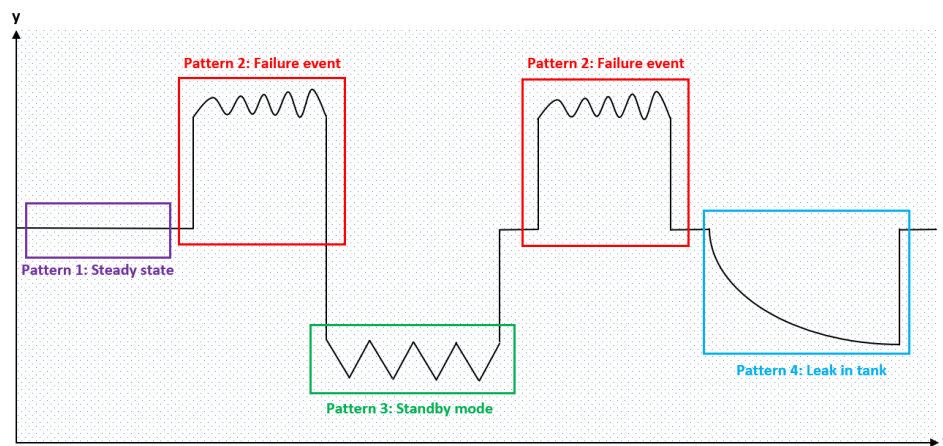 y
Pattern 2: Failure event
Pattern 2: Failure event
Pattern 1: Steady state
Pattern 4: Leak in tank
Pattern 3: Standby mode